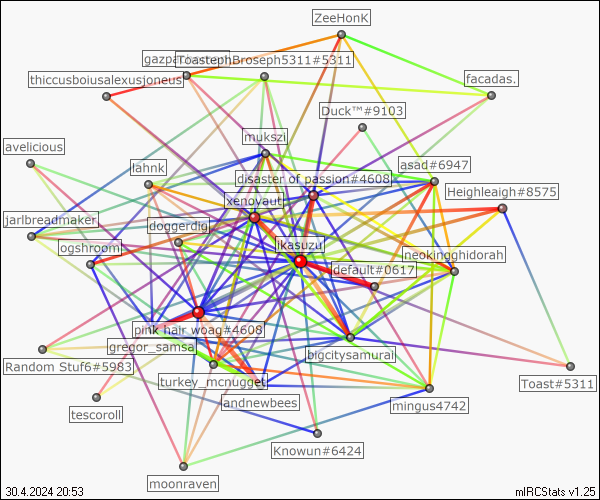 ZeeHonK
ToastephBroseph5311#5311
thiccusboiusalexusjoneus
facadas.
Duck™#9103
mukszi
avelicious
lahnk
asad#6947
disaster of passion#4608
Heighleaigh#8575
xenovaut
jarlbreadmaker
doggerdig
ogshroom
likasuzu
neokingghidorah
default#0617
pink hair woag#4608
gregor_samsa
bigcitysamurai
Random Stuf6#5983
turkey_mcnugget
Toast#5311
andnewbees
mingus4742
tescoroll
Knowun#6424
moonraven
30.4.2024 20:53
mIRCStats v1.25